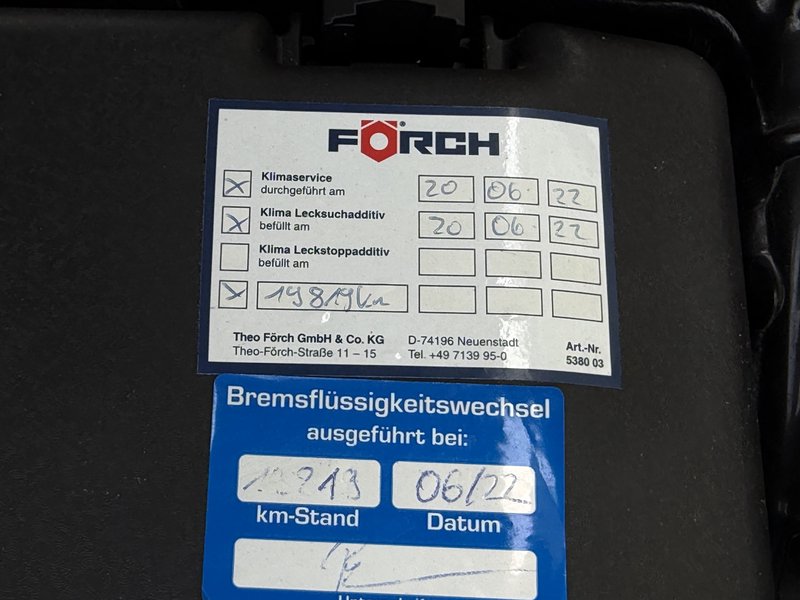 FÖRCH®
Klimaservice
durchgeführt am 20 06 22
Klima Lecksuchadditiv
befüllt am 20 06 22
Klima Leckstoppadditiv
befüllt am
19819km
Theo Förch GmbH & Co. KG D-74196 Neuenstadt
Theo-Förch-Straße 11 – 15 Tel. +49 7139 95-0
Art.-Nr.
5380 03
Bremsflüssigkeitswechsel
ausgeführt bei:
06/22
km-Stand Datum